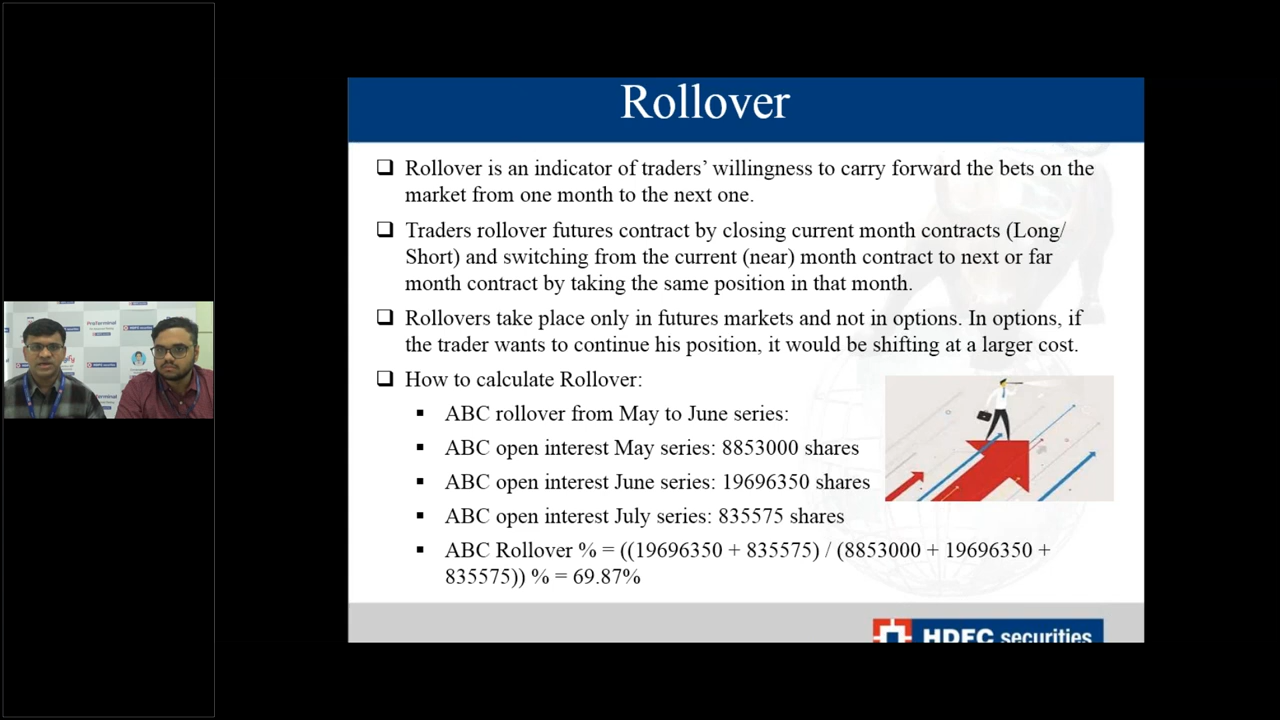 Rollover
❑ Rollover is an indicator of traders’ willingness to carry forward the bets on the
market from one month to the next one.
❑ Traders rollover futures contract by closing current month contracts (Long/
Short) and switching from the current (near) month contract to next or far
month contract by taking the same position in that month.
❑ Rollovers take place only in futures markets and not in options. In options, if
the trader wants to continue his position, it would be shifting at a larger cost.
❑ How to calculate Rollover:
▪ ABC rollover from May to June series:
▪ ABC open interest May series: 8853000 shares
▪ ABC open interest June series: 19696350 shares
▪ ABC open interest July series: 835575 shares
▪ ABC Rollover % = ((19696350 + 835575) / (8853000 + 19696350 +
835575)) % = 69.87%
HDFC securities